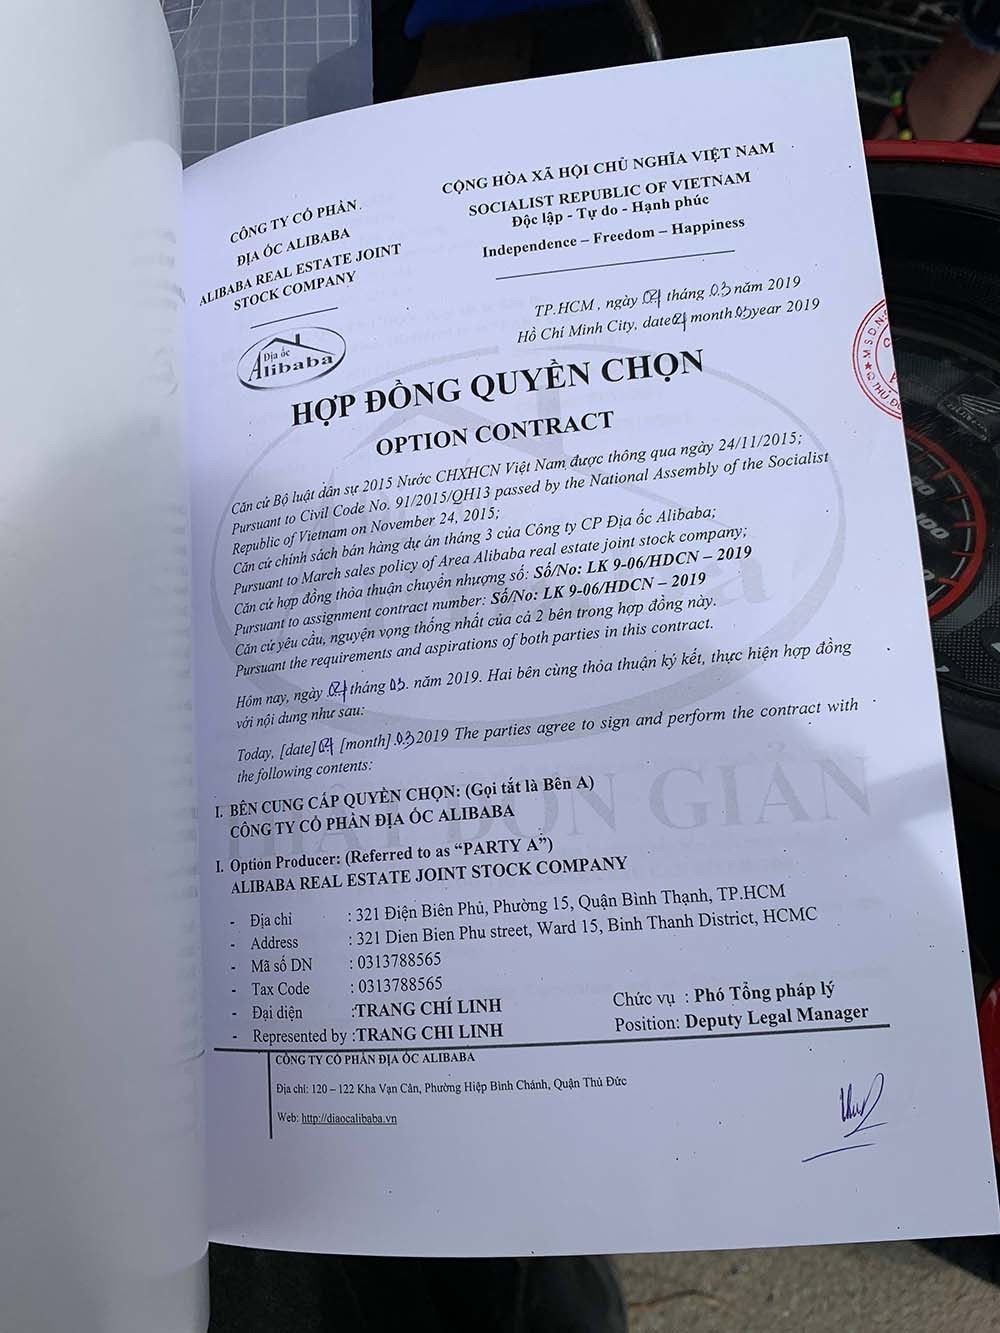 CÔNG TY CỔ PHẦN
ĐỊA ỐC ALIBABA
ALIBABA REAL ESTATE JOINT
STOCK COMPANY
CỘNG HÒA XÃ HỘI CHỦ NGHĨA VIỆT NAM
SOCIALIST REPUBLIC OF VIETNAM
Độc lập - Tự do - Hạnh phúc
Independence – Freedom – Happiness
TP.HCM , ngày tháng .03 năm 2019
Hồ Chí Minh City, date month 03 year 2019
Địa ốc
Alibaba
M.S.D.N:
HỢP ĐỒNG QUYỀN CHỌN
OPTION CONTRACT
Căn cứ Bộ luật dân sự 2015 Nước CHXHCN Việt Nam được thông qua ngày 24/11/2015;
Pursuant to Civil Code No. 91/2015/QH13 passed by the National Assembly of the Socialist
Republic of Vietnam on November 24, 2015;
Căn cứ chính sách bán hàng dự án tháng 3 của Công ty CP Địa ốc Alibaba;
Pursuant to March sales policy of Area Alibaba real estate joint stock company;
Căn cứ hợp đồng thỏa thuận chuyển nhượng số: Số/No: LK 9-06/HDCN – 2019
Pursuant to assignment contract number: Số/No: LK 9-06/HDCN – 2019
Căn cứ yêu cầu, nguyện vọng thống nhất của cả 2 bên trong hợp đồng này.
Pursuant the requirements and aspirations of both parties in this contract.
Hôm nay, ngày tháng .03. năm 2019. Hai bên cùng thỏa thuận ký kết, thực hiện hợp đồng
với nội dung như sau:
Today, [date] [month] .03 2019 The parties agree to sign and perform the contract with
the following contents:
I. BÊN CUNG CẤP QUYỀN CHỌN: (Gọi tắt là Bên A)
CÔNG TY CỔ PHẦN ĐỊA ỐC ALIBABA
I. Option Producer: (Referred to as “PARTY A”)
ALIBABA REAL ESTATE JOINT STOCK COMPANY
- Địa chỉ : 321 Điện Biên Phủ, Phường 15, Quận Bình Thạnh, TP.HCM
- Address : 321 Dien Bien Phu street, Ward 15, Binh Thanh District, HCMC
- Mã số DN : 0313788565
- Tax Code : 0313788565
- Đại diện :TRANG CHÍ LINH Chức vụ : Phó Tổng pháp lý
- Represented by :TRANG CHI LINH Position: Deputy Legal Manager
CÔNG TY CỔ PHẦN ĐỊA ỐC ALIBABA
Địa chỉ: 120 – 122 Kha Vạn Cân, Phường Hiệp Bình Chánh, Quận Thủ Đức
Web: http://diaocalibaba.vn